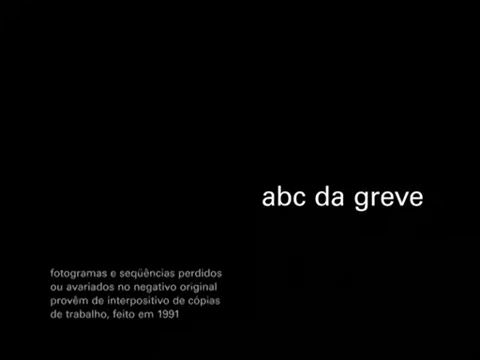 abc da greve
fotogramas e seqüências perdidos
ou avariados no negativo original
provêm de interpositivo de cópias
de trabalho, feito em 1991